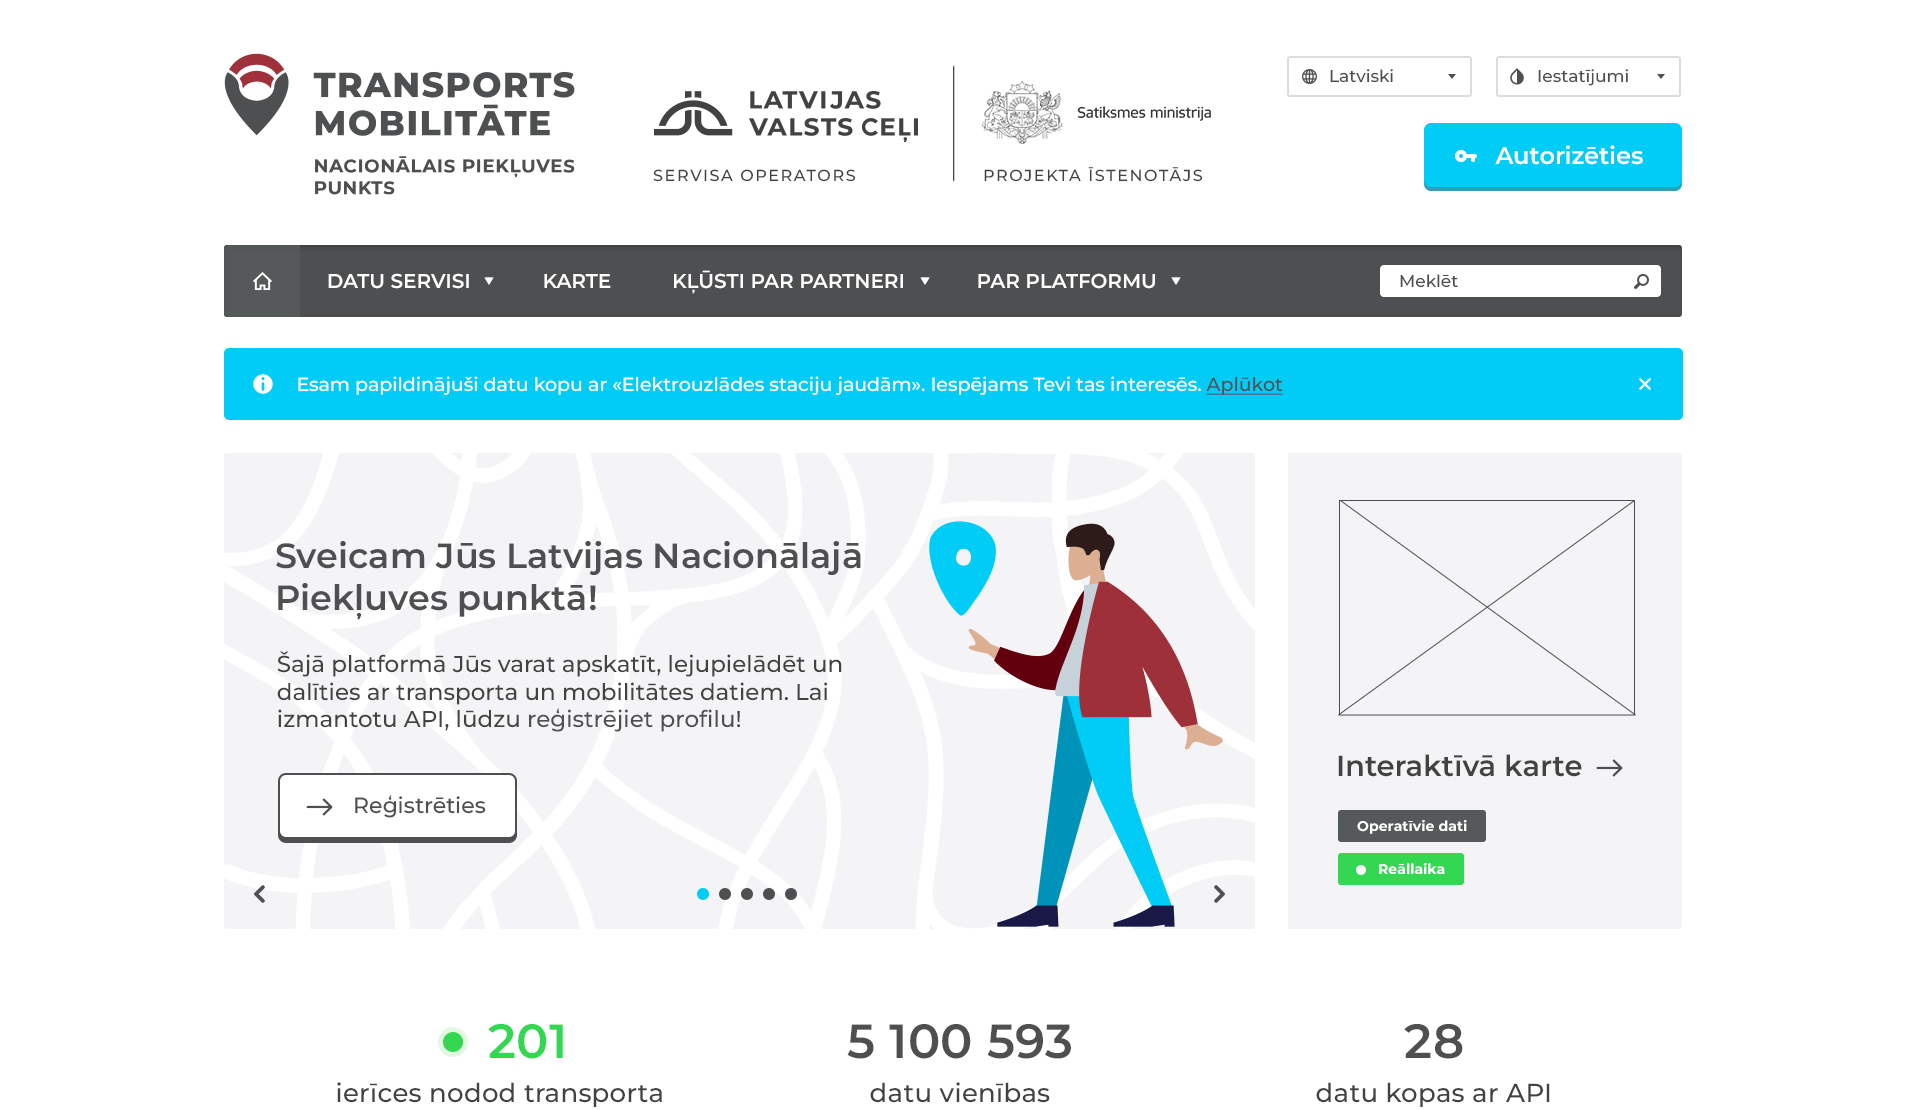 TRANSPORTS
MOBILITĀTE
NACIONĀLAIS PIEKĻUVES
PUNKTS
LATVIJAS
VALSTS CEĻI
SERVISA OPERATORS
Satiksmes ministrija
PROJEKTA ĪSTENOTĀJS
Latviski
Iestatījumi
Autorizēties
DATU SERVISI
KARTE
KĻŪSTI PAR PARTNERI
PAR PLATFORMU
Meklēt
Esam papildinājuši datu kopu ar «Elektrouzlādes staciju jaudām». Iespējams Tevi tas interesēs. Aplūkot
Sveicam Jūs Latvijas Nacionālajā
Piekļuves punktā!
Šajā platformā Jūs varat apskatīt, lejupielādēt un
dalīties ar transporta un mobilitātes datiem. Lai
izmantotu API, lūdzu reģistrējiet profilu!
Reģistrēties
Interaktīvā karte
Operatīvie dati
Reāllaika
201
ierīces nodod transporta
5 100 593
datu vienības
28
datu kopas ar API